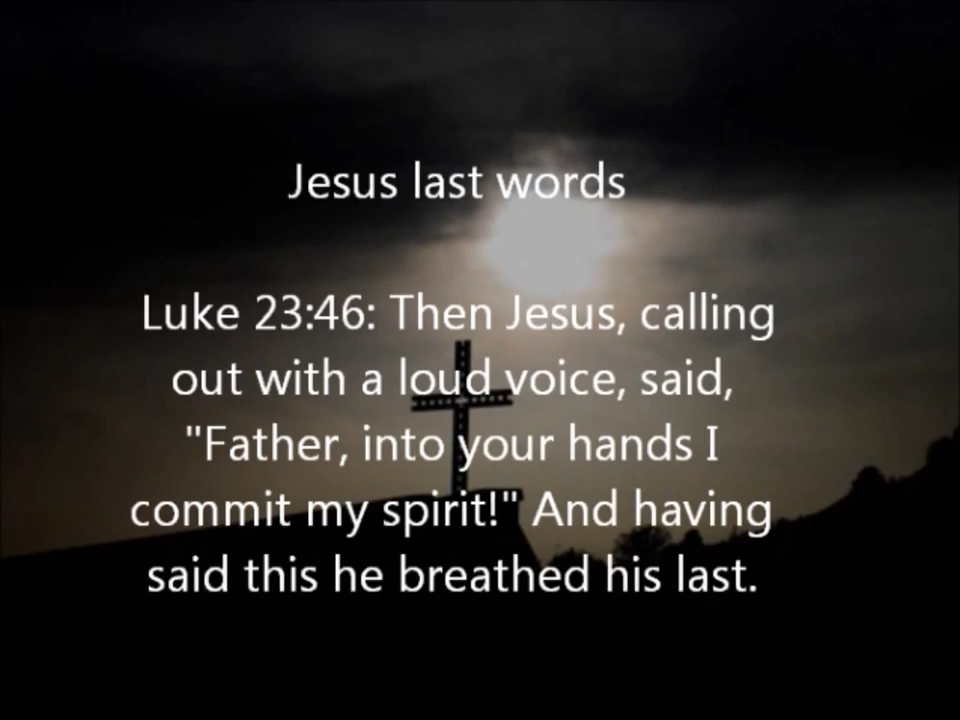 Jesus last words
Luke 23:46: Then Jesus, calling
out with a loud voice, said,
"Father, into your hands I
commit my spirit!" And having
said this he breathed his last.